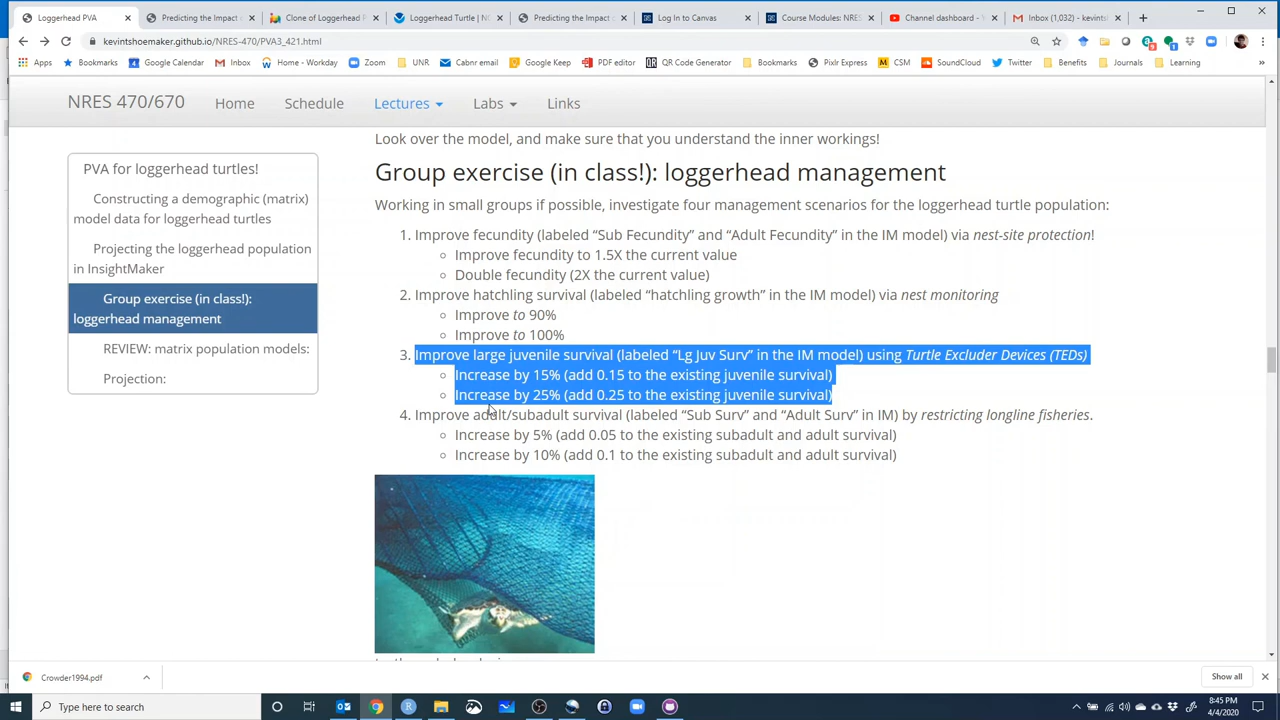 Loggerhead PVA
Predicting the Impact
Clone of Loggerhead
Loggerhead Turtle | N
Predicting the Impact
Log In to Canvas
Course Modules: NRES
Channel dashboard -
Inbox (1,032) - kevints
kevintshoemaker.github.io/NRES-470/PVA3_421.html
Apps
Bookmarks
Google Calendar
Inbox
Home - Workday
Zoom
UNR
Cabnr email
Google Keep
PDF editor
QR Code Generator
Bookmarks
Pixlr Express
CSM
SoundCloud
Twitter
Benefits
Journals
Learning
NRES 470/670
Home
Schedule
Lectures
Labs
Links
PVA for loggerhead turtles!
Constructing a demographic (matrix)
model data for loggerhead turtles
Projecting the loggerhead population
in InsightMaker
Group exercise (in class!):
loggerhead management
REVIEW: matrix population models:
Projection:
Look over the model, and make sure that you understand the inner workings!
Group exercise (in class!): loggerhead management
Working in small groups if possible, investigate four management scenarios for the loggerhead turtle population:
1. Improve fecundity (labeled “Sub Fecundity” and “Adult Fecundity” in the IM model) via nest-site protection!
Improve fecundity to 1.5X the current value
Double fecundity (2X the current value)
2. Improve hatchling survival (labeled “hatchling growth” in the IM model) via nest monitoring
Improve to 90%
Improve to 100%
3. Improve large juvenile survival (labeled “Lg Juv Surv” in the IM model) using Turtle Excluder Devices (TEDs)
Increase by 15% (add 0.15 to the existing juvenile survival)
Increase by 25% (add 0.25 to the existing juvenile survival)
4. Improve adult/subadult survival (labeled “Sub Surv” and “Adult Surv” in IM) by restricting longline fisheries.
Increase by 5% (add 0.05 to the existing subadult and adult survival)
Increase by 10% (add 0.1 to the existing subadult and adult survival)
Crowder1994.pdf
Show all
Type here to search
8:45 PM
4/4/2020